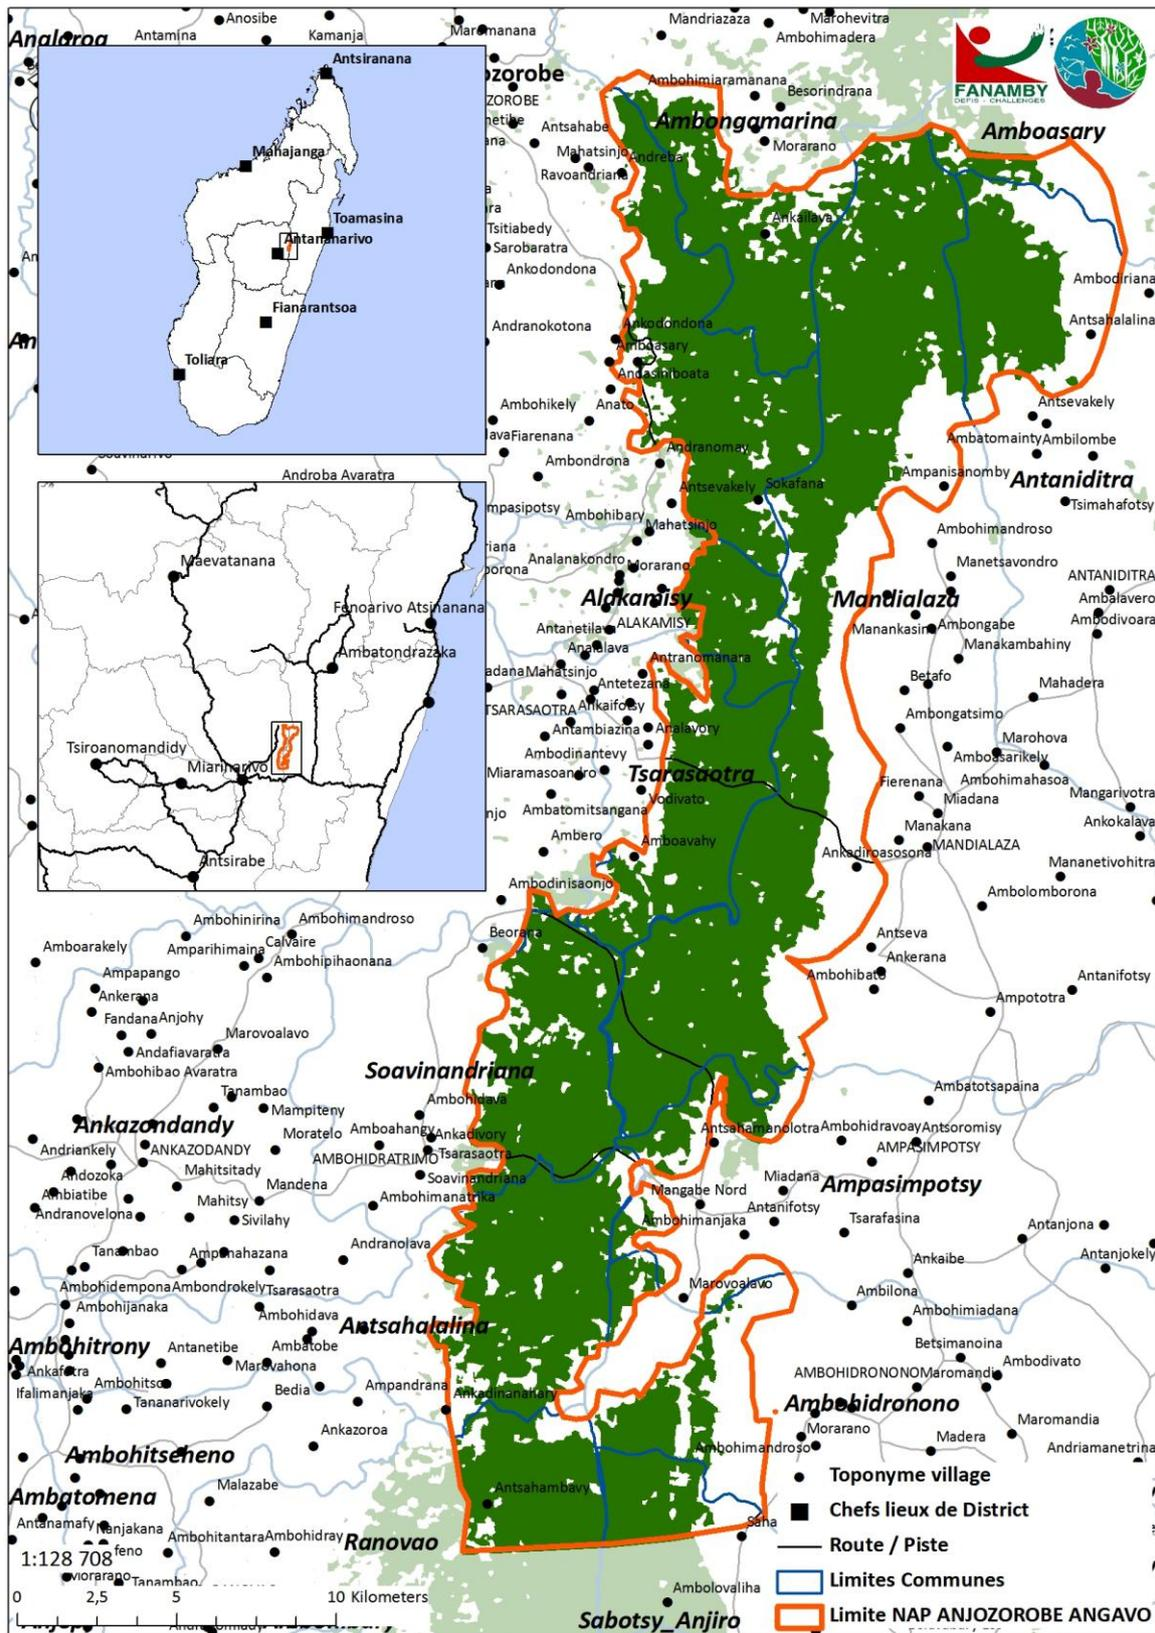 Analaroa
Anosibe
Antamina
Kamanja
Maromanana
Mandriazaza
Marohevitra
Ambohimadera
FANAMBY
DEFIS - CHALLENGES
Antsiranana
Mahajanga
Toamasina
Antananarivo
Fianarantsoa
Toliara
ozorobe
OZOROBE
Ambohimiaramanana
Besorindrana
Ambongamarina
Amboasary
Antsahabe
Morarano
Mahatsinjo
Andreba
Ravoandriana
Tsitiabedy
Sarobaratra
Ankailava
Ankodondona
Ambodiriana
Andranokotona
Ankodondona
Antsahalalina
Amboasary
Andasiniboata
Ambohikely
Anato
Antsevakely
Fiarenana
Ambatomainty
Ambilombe
Andranomay
Ambondrona
Ampanisanomby
Antaniditra
Androba Avaratra
Antsevakely
Sokafana
Tsimahafotsy
mpasipotsy
Ambohibary
Mahatsinjo
Ambohimandroso
Analanakondro
Morarano
Manetsavondro
ANTANIDITRA
Alakamisy
Mandialaza
Ambalavero
Antanetilava
ALAKAMISY
Manankasina
Ambongabe
Ambodivoara
Analalava
Antranomanara
Manakambahiny
Mahatsinjo
Antetezana
Betafo
Mahadera
TSARASAOTRA
Ankaifotsy
Ambongatsimo
Antambiazina
Analavory
Marohova
Ambodinantevy
Amboasarikely
Miaramasoandro
Tsarasaotra
Fierenana
Ambohimahasoa
Vodivato
Miadana
Mangarivotra
Ambatomitsangana
Manakana
Ankokalava
Ambero
Amboavahy
Ankadiroasosona
MANDIALAZA
Mananetivohitra
Ambodinisaonjo
Ambolomborona
Maevatanana
Fenoarivo Atsinanana
Ambatondrazaka
Tsiroanomandidy
Miarinarivo
Antsirabe
Ambohinirina
Ambohimandroso
Beorana
Antseva
Amboarakely
Amparihimaina
Calvaire
Ankerana
Ampapango
Ambohipihaonana
Ambohibato
Antanifotsy
Ankerana
Ampototra
Fandana
Anjohy
Marovoalavo
Andafiavaratra
Ambohibao Avaratra
Soavinandriana
Tanambao
Ambohidava
Ambatotsapaina
Ankazondandy
Mampiteny
Andriankely
ANKAZODANDY
Moratelo
Amboahangy
Ankadivory
Antsahamanolotra
Ambohidravoay
Antsoromisy
AMBOHIDRATRIMO
Tsarasaotra
AMPASIMPOTSY
Andozoka
Mahitsitady
Mandena
Soavinandriana
Miadana
Ambiatibe
Mahitsy
Ambohimanatrika
Mangabe Nord
Ampasimpotsy
Andranovelona
Sivilahy
Ambohimanjaka
Antanifotsy
Tsarafasina
Antanjona
Tanambao
Ampanahazana
Andranolava
Ankaibe
Antanjokely
Ambohidempona
Ambondrokely
Tsarasaotra
Marovoalavo
Ambilona
Ambohijanaka
Ambohidava
Ambohimiadana
Ambohitrony
Antanetibe
Ambatobe
Antsahalalina
Betsimanoina
Ankafotra
Marovahona
Ambodivato
Ifalimanjaka
Ambohitso
Bedia
Ampandrana
Ankadinanahary
AMBOHIDRONONO
Maromandia
Tananarivokely
Ambohidronono
Ankazoroa
Morarano
Maromandia
Ambohitseheno
Ambohimandroso
Madera
Andriamanetrina
Malazabe
Ambatomena
Antsahambavy
Antanamafy
Nanjakana
Ambohitantara
Ambohidray
Ranovao
Saha
Ambolovaliha
Tanambao
Sabotsy_Anjiro
Toponyme village
Chefs lieux de District
Route / Piste
Limites Communes
Limite NAP ANJOZOROBE ANGAVO
1:128 708
0 2,5 5 10 Kilometers